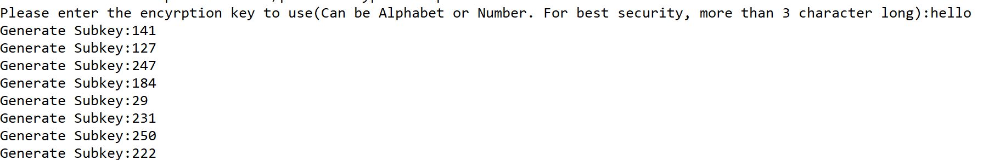 Please enter the encyrption key to use(Can be Alphabet or Number. For best security, more than 3 character long):hello
Generate Subkey:141
Generate Subkey:127
Generate Subkey:247
Generate Subkey:184
Generate Subkey:29
Generate Subkey:231
Generate Subkey:250
Generate Subkey:222